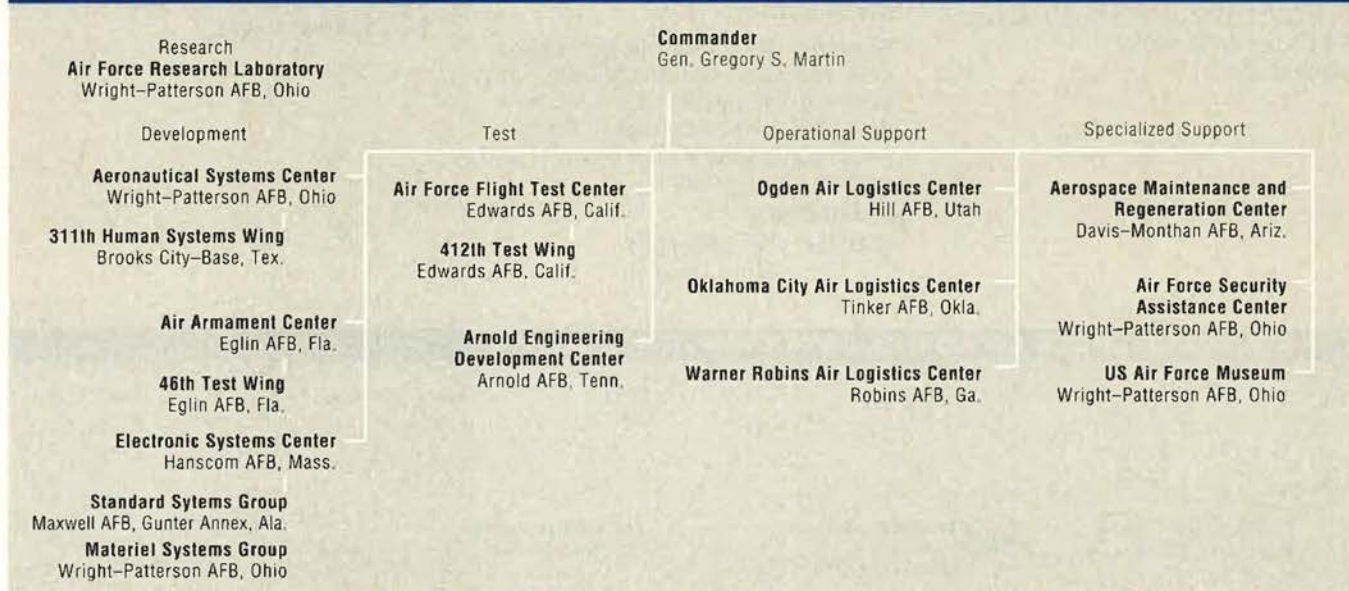 Research
Air Force Research Laboratory
Wright–Patterson AFB, Ohio
Commander
Gen. Gregory S. Martin
Development
Aeronautical Systems Center
Wright–Patterson AFB, Ohio
311th Human Systems Wing
Brooks City–Base, Tex.
Air Armament Center
Eglin AFB, Fla.
46th Test Wing
Eglin AFB, Fla.
Electronic Systems Center
Hanscom AFB, Mass.
Standard Sytems Group
Maxwell AFB, Gunter Annex, Ala.
Materiel Systems Group
Wright–Patterson AFB, Ohio
Test
Air Force Flight Test Center
Edwards AFB, Calif.
412th Test Wing
Edwards AFB, Calif.
Arnold Engineering
Development Center
Arnold AFB, Tenn.
Operational Support
Ogden Air Logistics Center
Hill AFB, Utah
Oklahoma City Air Logistics Center
Tinker AFB, Okla.
Warner Robins Air Logistics Center
Robins AFB, Ga.
Specialized Support
Aerospace Maintenance and
Regeneration Center
Davis–Monthan AFB, Ariz.
Air Force Security
Assistance Center
Wright–Patterson AFB, Ohio
US Air Force Museum
Wright–Patterson AFB, Ohio